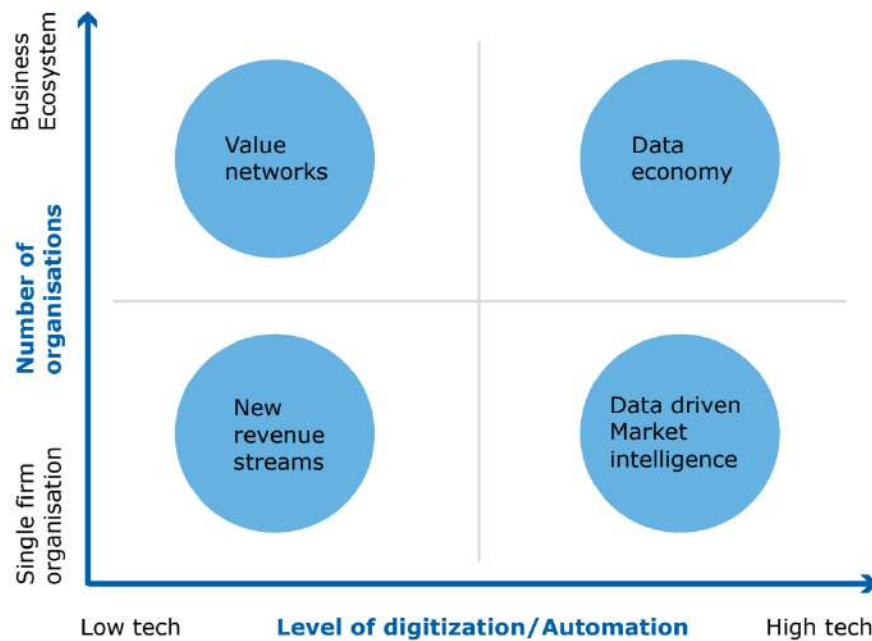 Business
Ecosystem
Number of
organisations
Single firm
organisation
Value
networks
Data
economy
New
revenue
streams
Data driven
Market
intelligence
Low tech
Level of digitization/Automation
High tech